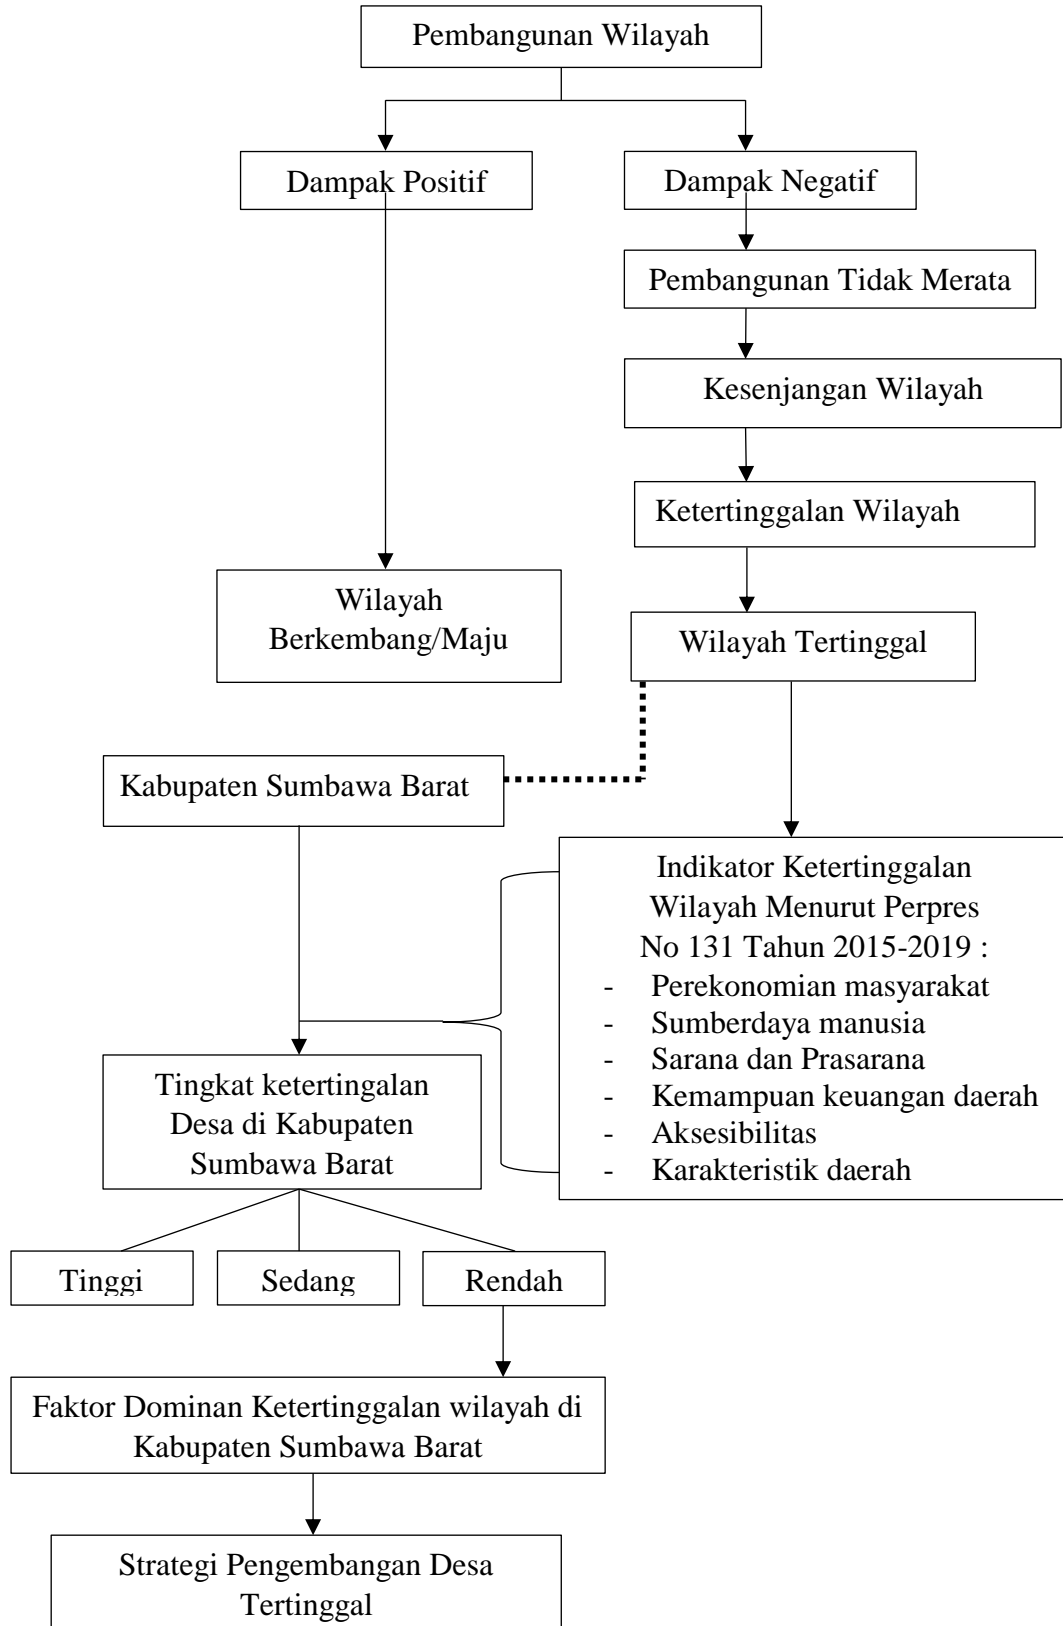 Pembangunan Wilayah
Dampak Positif
Dampak Negatif
Pembangunan Tidak Merata
Kesenjangan Wilayah
Ketertinggalan Wilayah
Wilayah
Berkembang/Maju
Wilayah Tertinggal
Kabupaten Sumbawa Barat
Indikator Ketertinggalan
Wilayah Menurut Perpres
No 131 Tahun 2015-2019 :
- Perekonomian masyarakat
- Sumberdaya manusia
- Sarana dan Prasarana
- Kemampuan keuangan daerah
- Aksesibilitas
- Karakteristik daerah
Tingkat ketertingalan
Desa di Kabupaten
Sumbawa Barat
Tinggi
Sedang
Rendah
Faktor Dominan Ketertinggalan wilayah di
Kabupaten Sumbawa Barat
Strategi Pengembangan Desa
Tertinggal